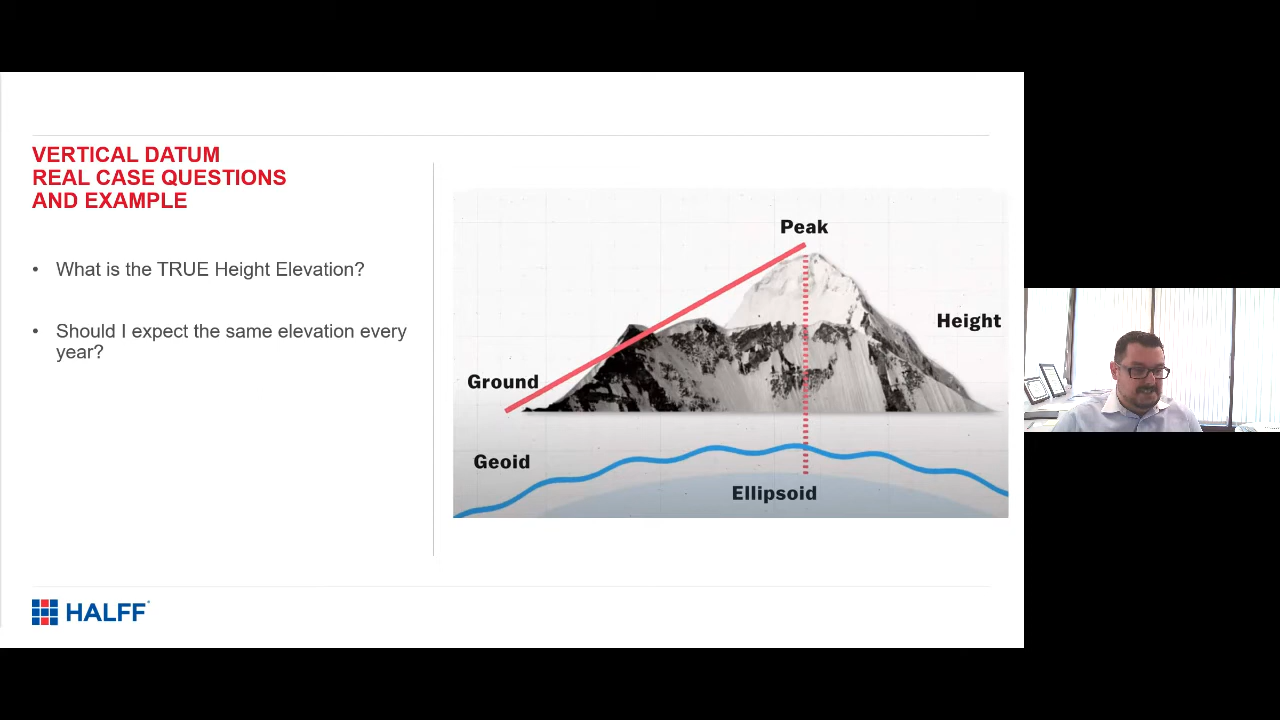 VERTICAL DATUM
REAL CASE QUESTIONS
AND EXAMPLE
• What is the TRUE Height Elevation?
• Should I expect the same elevation every
year?
Peak
Height
Ground
Geoid
Ellipsoid
HALFF